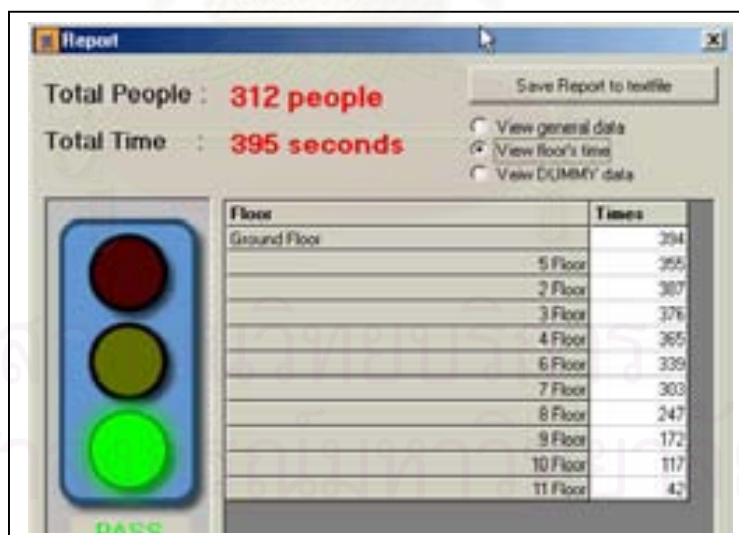 Report
Total People : 312 people
Save Report to textfile
Total Time : 395 seconds
View general data
View floor's time
Veiw DUMMY data
Floor Times
Ground Floor 394
5 Floor 355
2 Floor 387
3 Floor 376
4 Floor 365
6 Floor 339
7 Floor 303
8 Floor 247
9 Floor 172
10 Floor 117
11 Floor 42
PASS